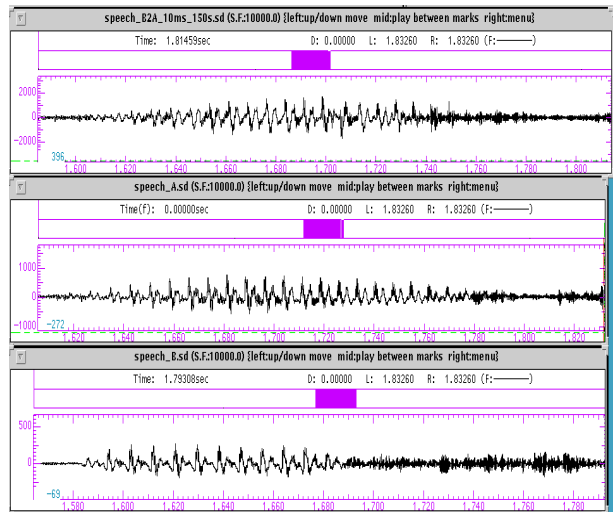 speech_B2A_10ms_150s.sd (S.F.:10000.0) {left:up/down move mid:play between marks right:menu}
Time: 1.81459sec D: 0.00000 L: 1.83260 R: 1.83260 (F:———)
2000
0
-2000
396
1.600 1.620 1.640 1.660 1.680 1.700 1.720 1.740 1.760 1.780 1.800
speech_A.sd (S.F.:10000.0) {left:up/down move mid:play between marks right:menu}
Time(f): 0.00000sec D: 0.00000 L: 1.83260 R: 1.83260 (F:———)
1000
0
-1000
-272
1.620 1.640 1.660 1.680 1.700 1.720 1.740 1.760 1.780 1.800 1.820
speech_B.sd (S.F.:10000.0) {left:up/down move mid:play between marks right:menu}
Time: 1.79308sec D: 0.00000 L: 1.83260 R: 1.83260 (F:———)
500
0
-69
1.580 1.600 1.620 1.640 1.660 1.680 1.700 1.720 1.740 1.760 1.780